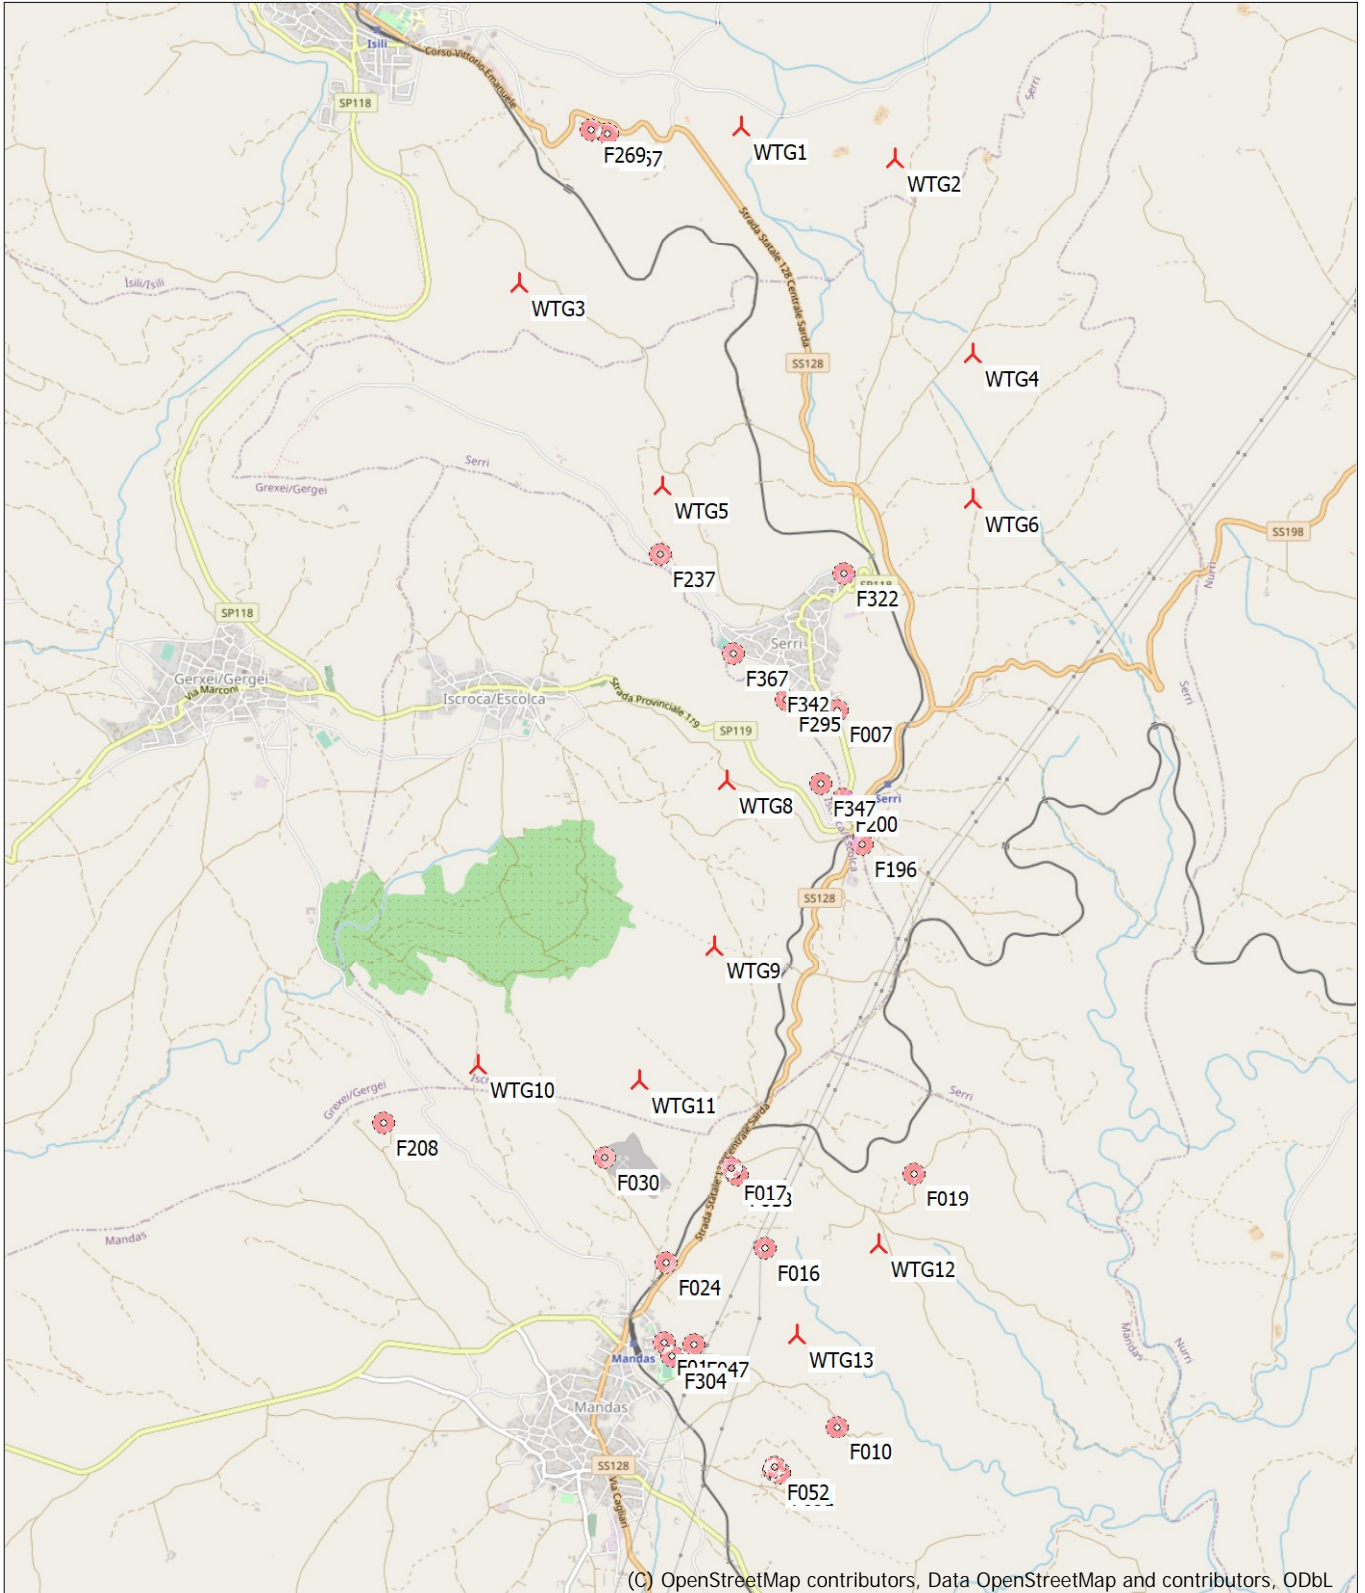 Isili
Corso Vittorio Emanuele
SP118
F269
WTG1
WTG2
Serri
Strada Statale 128 Centrale Sarda
Isili/Isili
WTG3
SS128
WTG4
Serri
Grexei/Gergei
WTG5
WTG6
SS198
Nurri
F237
SP118
F322
SP118
Serri
Gerxei/Gergei
Via Marconi
Iscroca/Escolca
F367
Strada Provinciale 119
Serri
F342
F295
F007
SP119
WTG8
F347
Serri
F200
F196
SS128
WTG9
WTG10
WTG11
Grexei/Gergei
Serri
Strada Statale 128 Centrale Sarda
F208
F030
F017
F019
Mandas
F016
WTG12
F024
Mandas
WTG13
Mandas
Nurri
F304
Mandas
F010
SS128
F052
Via Cagliari
(C) OpenStreetMap contributors, Data OpenStreetMap and contributors, ODbL